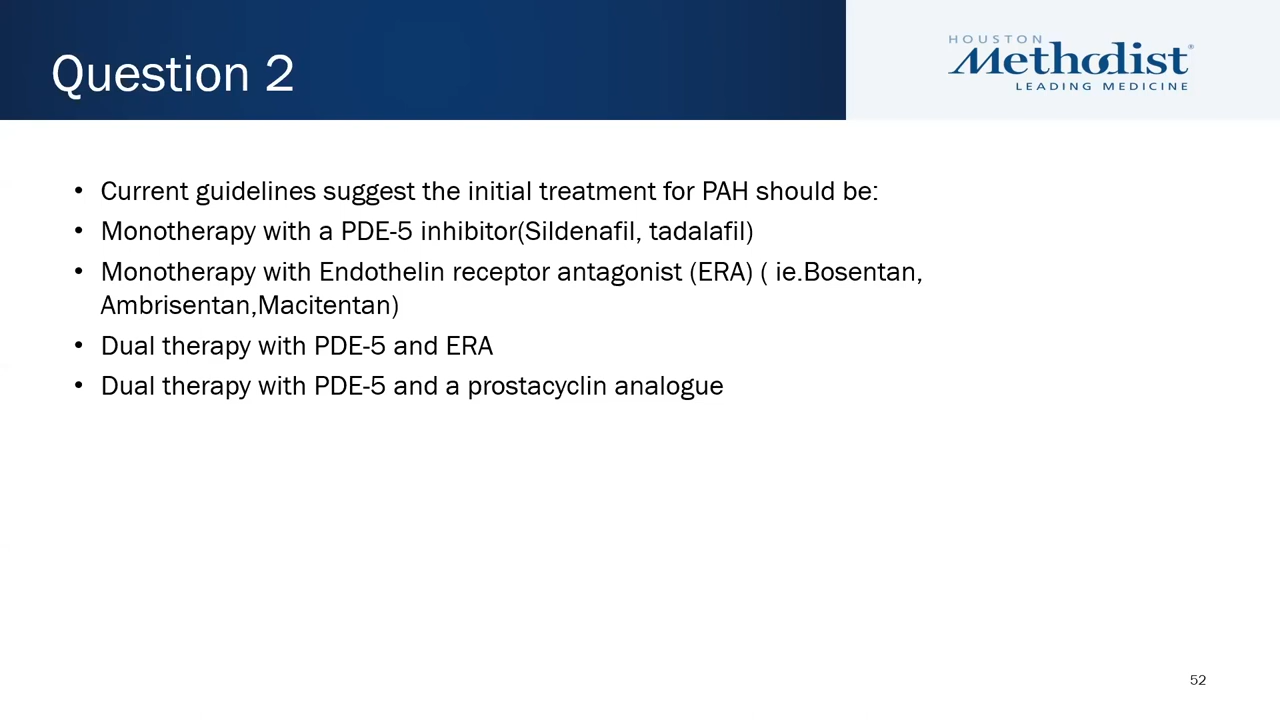 Question 2
HOUSTON
Methodist®
LEADING MEDICINE
• Current guidelines suggest the initial treatment for PAH should be:
• Monotherapy with a PDE-5 inhibitor(Sildenafil, tadalafil)
• Monotherapy with Endothelin receptor antagonist (ERA) ( ie.Bosentan,
Ambrisentan,Macitentan)
• Dual therapy with PDE-5 and ERA
• Dual therapy with PDE-5 and a prostacyclin analogue
52